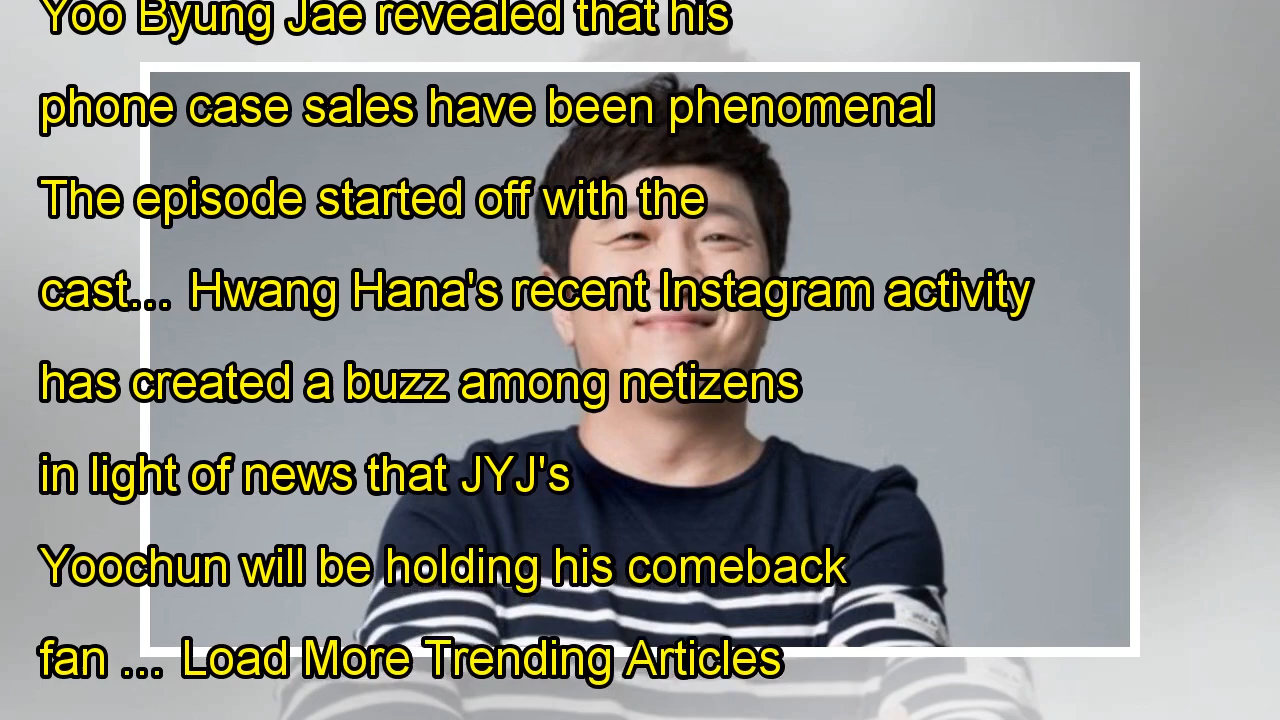 Yoo Byung Jae revealed that his
phone case sales have been phenomenal
The episode started off with the
cast... Hwang Hana's recent Instagram activity
has created a buzz among netizens
in light of news that JYJ's
Yoochun will be holding his comeback
fan ... Load More Trending Articles